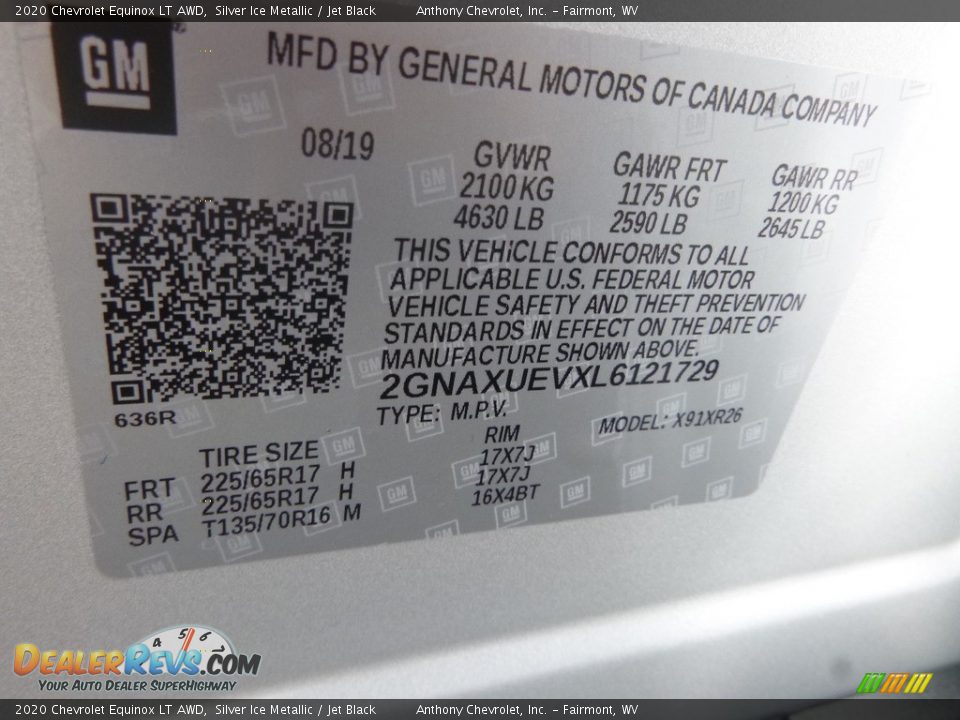 2020 Chevrolet Equinox LT AWD, Silver Ice Metallic / Jet Black Anthony Chevrolet, Inc. - Fairmont, WV
GM
MFD BY GENERAL MOTORS OF CANADA COMPANY
08/19 GVWR GAWR FRT GAWR RR
2100 KG 1175 KG 1200 KG
4630 LB 2590 LB 2645 LB
THIS VEHICLE CONFORMS TO ALL
APPLICABLE U.S. FEDERAL MOTOR
VEHICLE SAFETY AND THEFT PREVENTION
STANDARDS IN EFFECT ON THE DATE OF
MANUFACTURE SHOWN ABOVE.
2GNAXUEVXL6121729
636R
TYPE: M.P.V. MODEL: X91XR26
TIRE SIZE RIM
FRT 225/65R17 H 17X7J
RR 225/65R17 H 17X7J
SPA T135/70R16 M 16X4BT
4 5 6
DealerRevs.com
Your Auto Dealer SuperHighway
2020 Chevrolet Equinox LT AWD, Silver Ice Metallic / Jet Black Anthony Chevrolet, Inc. - Fairmont, WV